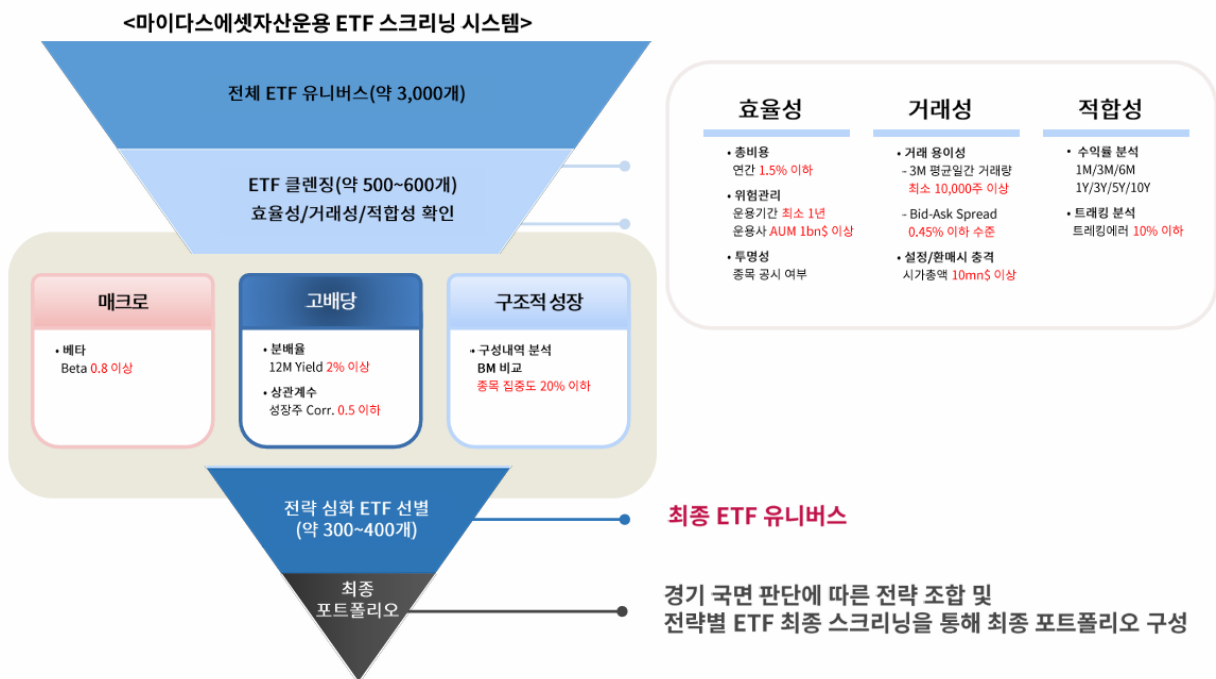 <마이다스에셋자산운용 ETF 스크리닝 시스템>
전체 ETF 유니버스(약 3,000개)
ETF 클렌징(약 500~600개)
효율성/거래성/적합성 확인
효율성
• 총비용
연간 1.5% 이하
• 위험관리
운용기간 최소 1년
운용사 AUM 1bn$ 이상
• 투명성
종목 공시 여부
거래성
• 거래 용이성
- 3M 평균일간 거래량
최소 10,000주 이상
- Bid-Ask Spread
0.45% 이하 수준
• 설정/환매시 충격
시가총액 10mn$ 이상
적합성
• 수익률 분석
1M/3M/6M
1Y/3Y/5Y/10Y
• 트래킹 분석
트레킹에러 10% 이하
매크로
• 베타
Beta 0.8 이상
고배당
• 분배율
12M Yield 2% 이상
• 상관계수
성장주 Corr. 0.5 이하
구조적 성장
• 구성내역 분석
BM 비교
종목 집중도 20% 이하
전략 심화 ETF 선별
(약 300~400개)
최종 ETF 유니버스
최종
포트폴리오
경기 국면 판단에 따른 전략 조합 및
전략별 ETF 최종 스크리닝을 통해 최종 포트폴리오 구성